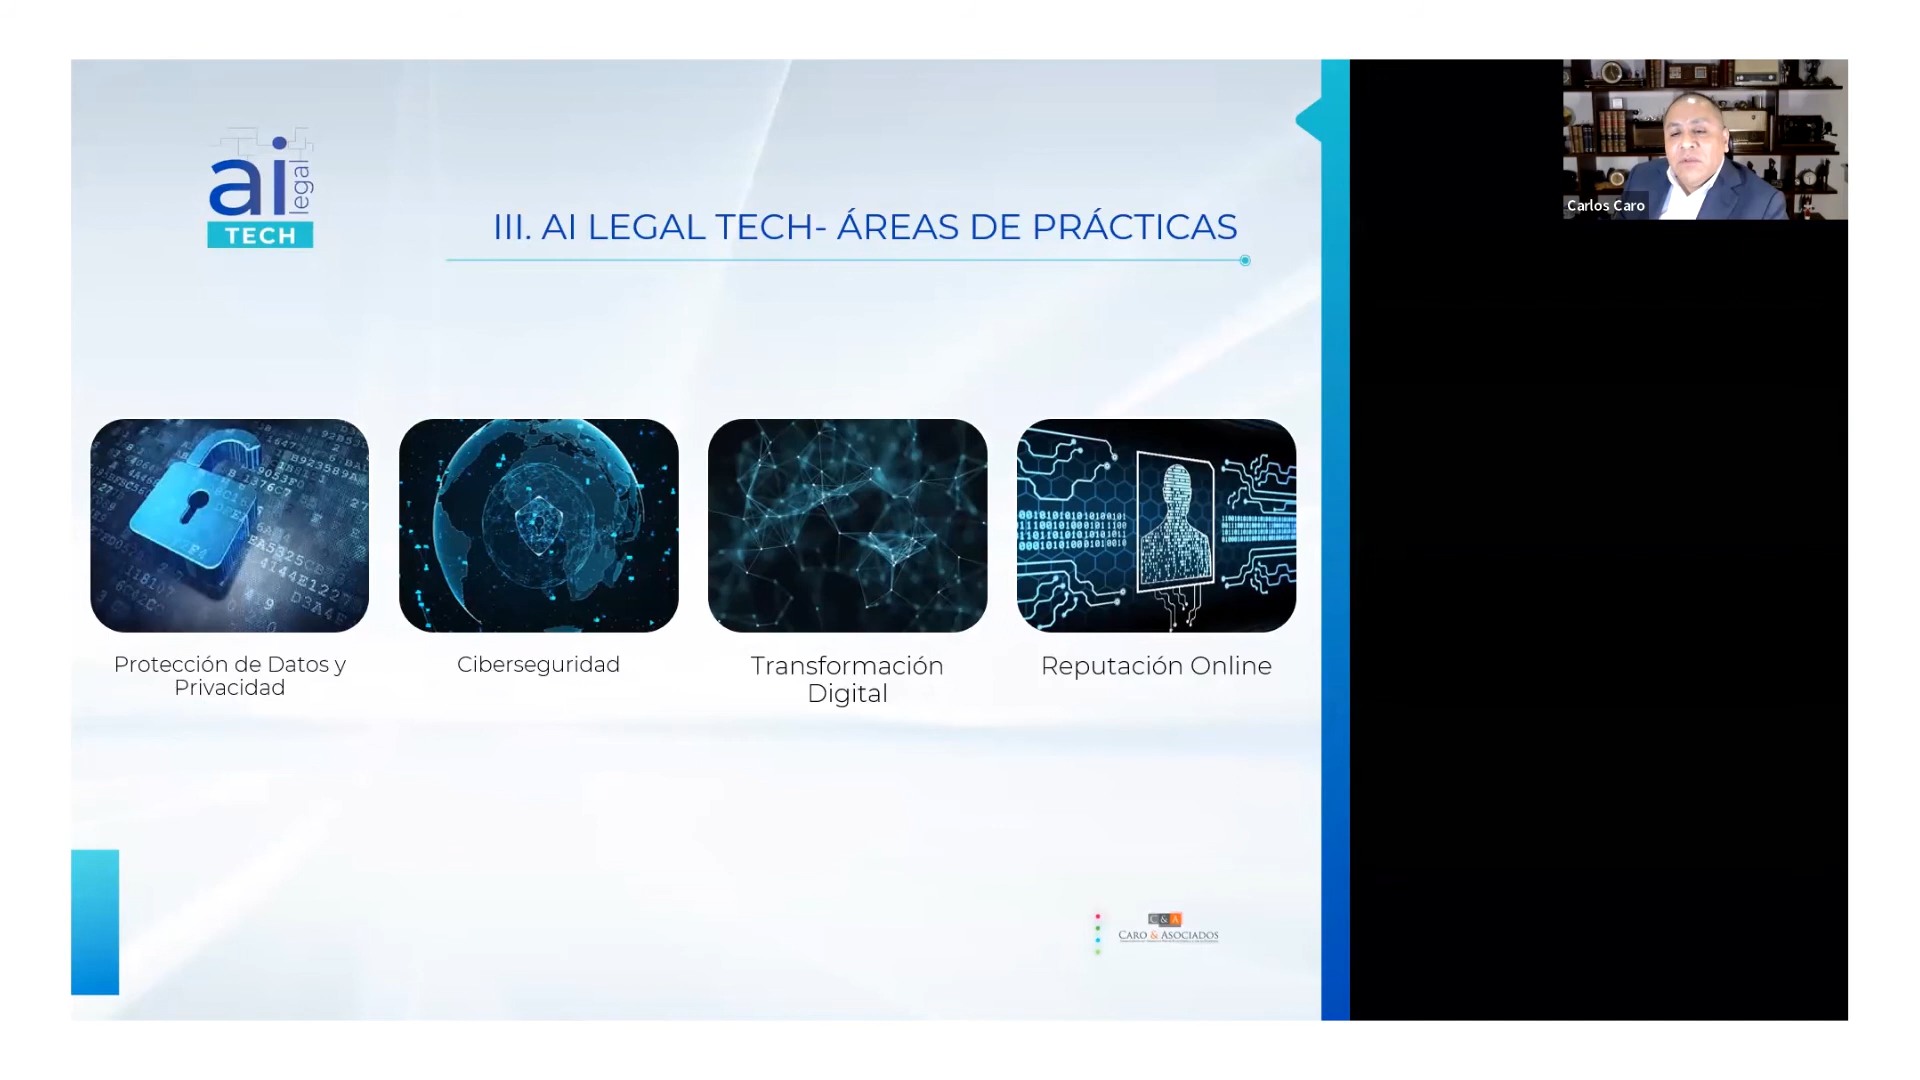 ai legal
TECH
III. AI LEGAL TECH- ÁREAS DE PRÁCTICAS
Carlos Caro
Protección de Datos y
Privacidad
Ciberseguridad
Transformación
Digital
Reputación Online
C & A
CARO & ASOCIADOS